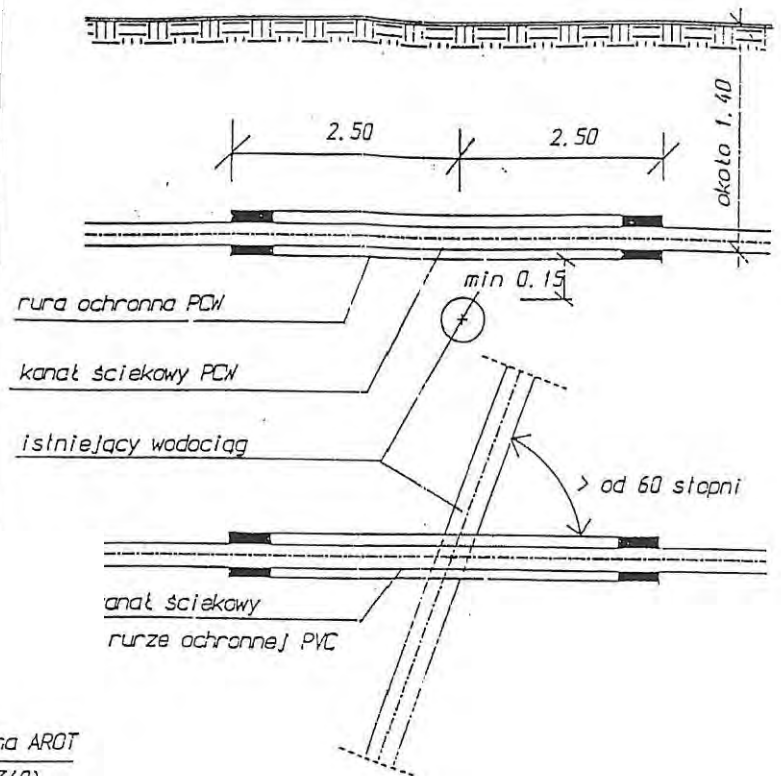 2.50
2.50
około 1.40
min 0.15
rura ochronna PCW
kanał ściekowy PCW
istniejący wodociąg
> od 60 stopni
anał ściekowy
rurze ochronnej PVC
na AROT